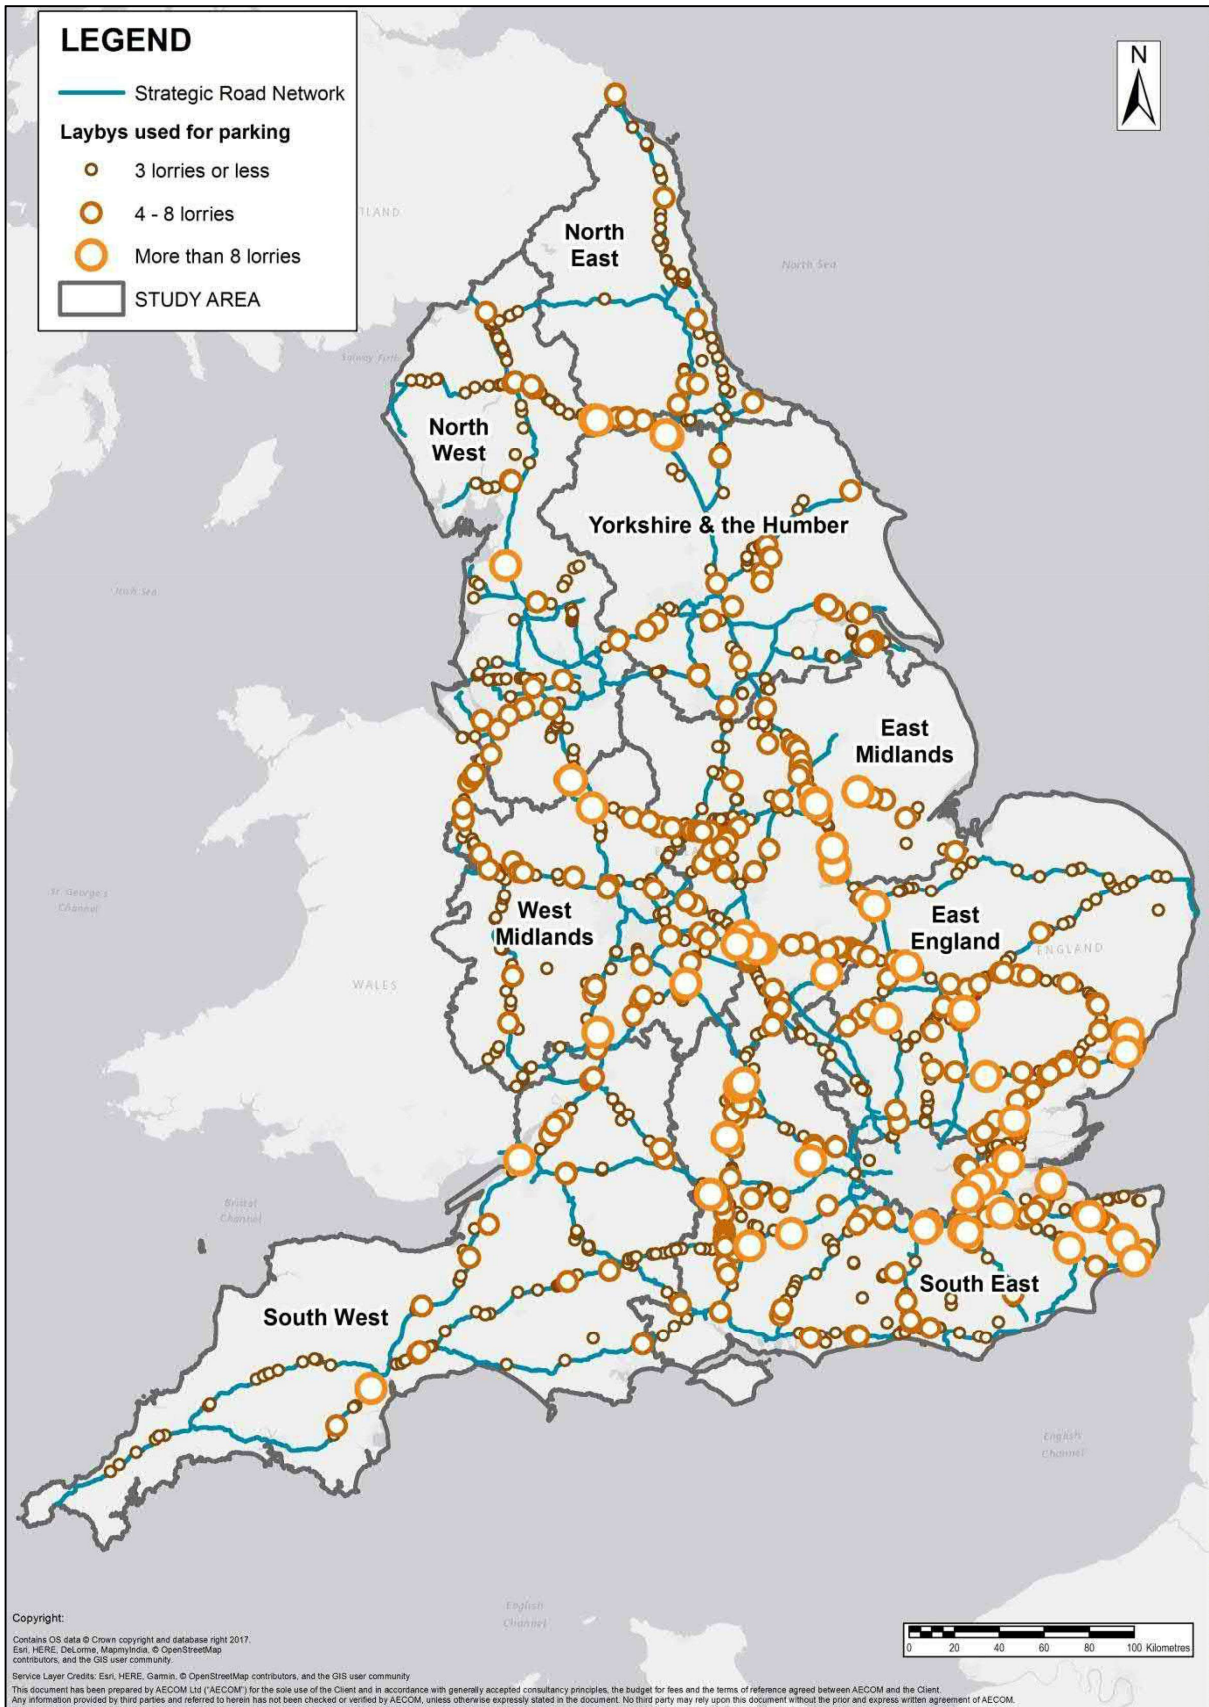 LEGEND
Strategic Road Network
Laybys used for parking
3 lorries or less
4 - 8 lorries
More than 8 lorries
STUDY AREA
N
North
East
North Sea
Solway Firth
North
West
Yorkshire & the Humber
Irish Sea
East
Midlands
St George's
Channel
West
Midlands
East
England
ENGLAND
WALES
Bristol
Channel
South East
South West
English
Channel
English
Channel
0 20 40 60 80 100 Kilometres
Copyright:
Contains OS data © Crown copyright and database right 2017.
Esri, HERE, DeLorme, MapmyIndia, © OpenStreetMap
contributors, and the GIS user community
Service Layer Credits: Esri, HERE, Garmin, © OpenStreetMap contributors, and the GIS user community
This document has been prepared by AECOM Ltd ("AECOM") for the sole use of the Client and in accordance with generally accepted consultancy principles, the budget for fees and the terms of reference agreed between AECOM and the Client.
Any information provided by third parties and referred to herein has not been checked or verified by AECOM, unless otherwise expressly stated in the document. No third party may rely upon this document without the prior and express written agreement of AECOM.